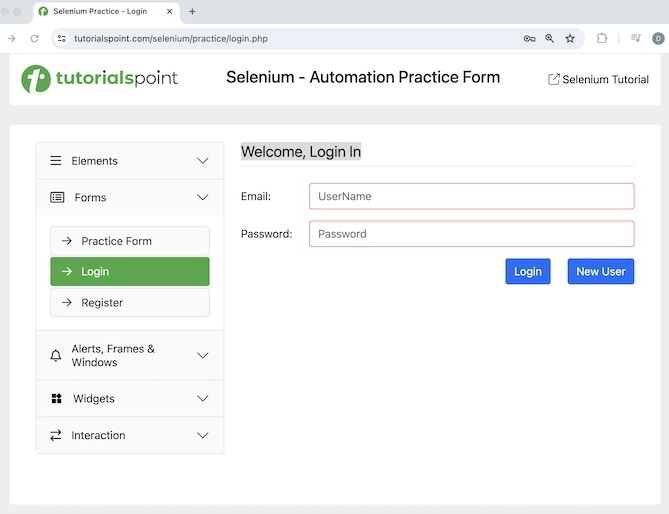 Selenium Practice - Login
tutorialspoint.com/selenium/practice/login.php
D
tutorialspoint
Selenium - Automation Practice Form
Selenium Tutorial
Elements
Forms
Practice Form
Login
Register
Alerts, Frames &
Windows
Widgets
Interaction
Welcome, Login In
Email:
UserName
Password:
Password
Login
New User